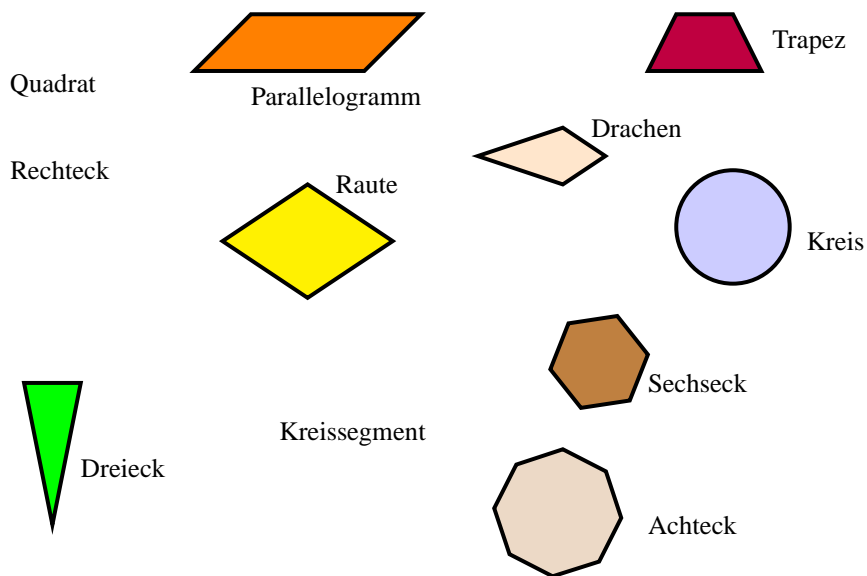 Trapez
Quadrat
Parallelogramm
Drachen
Rechteck
Raute
Kreis
Sechseck
Kreissegment
Dreieck
Achteck